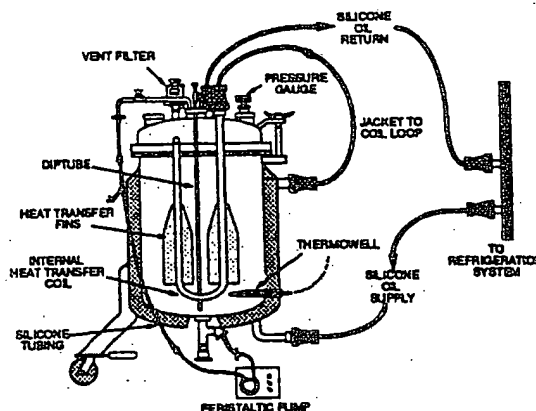 SILICONE
OIL
RETURN
VENT FILTER
PRESSURE
GAUGE
JACKET TO
COIL LOOP
DIPTUBE
HEAT TRANSFER
FINS
THERMOWELL
INTERNAL
HEAT TRANSFER
COIL
TO
REFRIGERATION
SYSTEM
SILICONE
OIL
SUPPLY
SILICONE
TUBING
PERISTALTIC PUMP